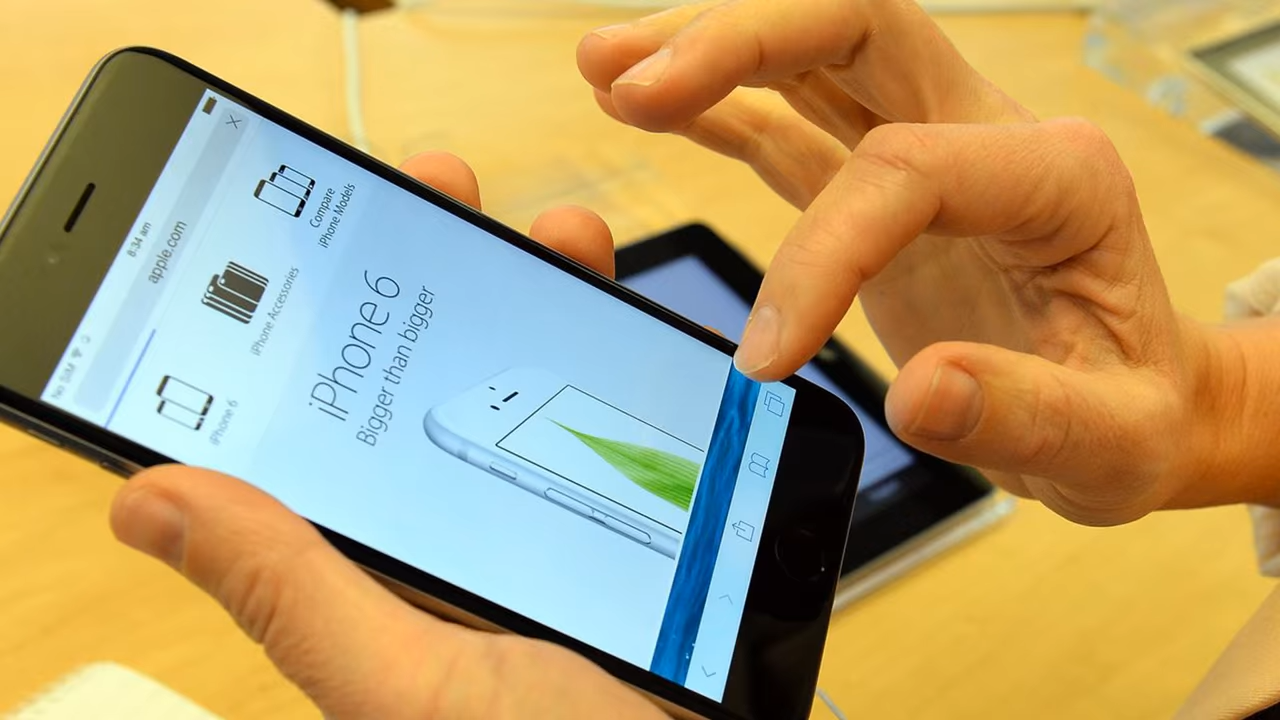 No SIM 8:34 am
apple.com
iPhone 6
iPhone Accessories
Compare
iPhone Models
iPhone 6
Bigger than bigger